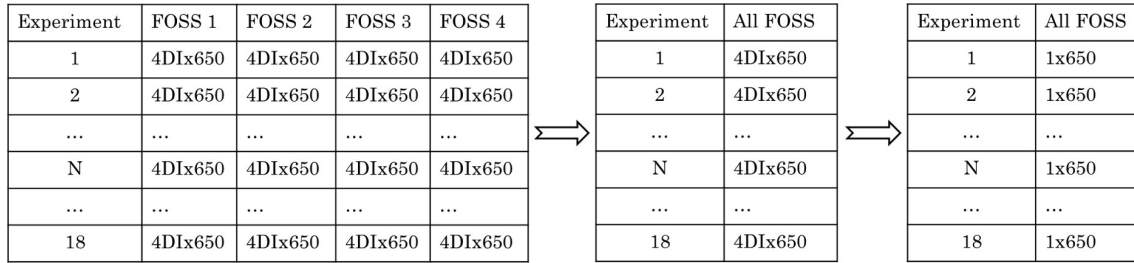 Experiment FOSS 1 FOSS 2 FOSS 3 FOSS 4 Experiment All FOSS Experiment All FOSS
1 4DIx650 4DIx650 4DIx650 4DIx650 1 4DIx650 1 1x650
2 4DIx650 4DIx650 4DIx650 4DIx650 2 4DIx650 2 1x650
... ... ... ... ... ... ... ... ...
N 4DIx650 4DIx650 4DIx650 4DIx650 N 4DIx650 N 1x650
... ... ... ... ... ... ... ... ...
18 4DIx650 4DIx650 4DIx650 4DIx650 18 4DIx650 18 1x650